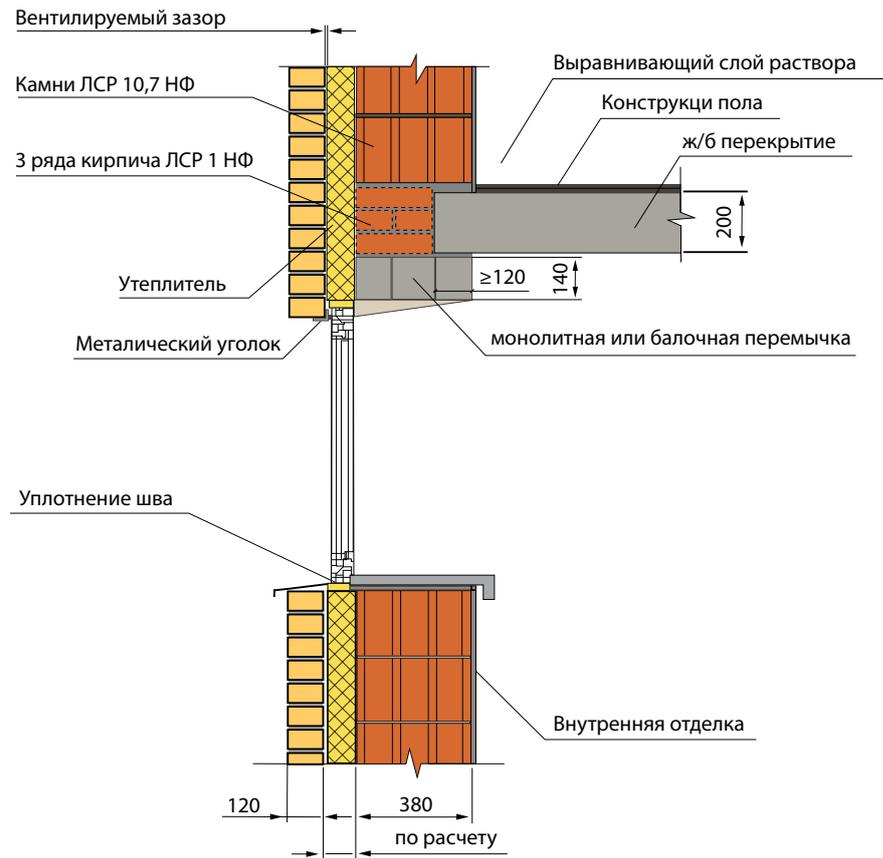 Вентилируемый зазор
Выравнивающий слой раствора
Камни ЛСР 10,7 НФ
Конструкци пола
ж/б перекрытие
3 ряда кирпича ЛСР 1 НФ
200
Утеплитель
≥120
140
Металический уголок
монолитная или балочная перемычка
Уплотнение шва
Внутренняя отделка
120
380
по расчету